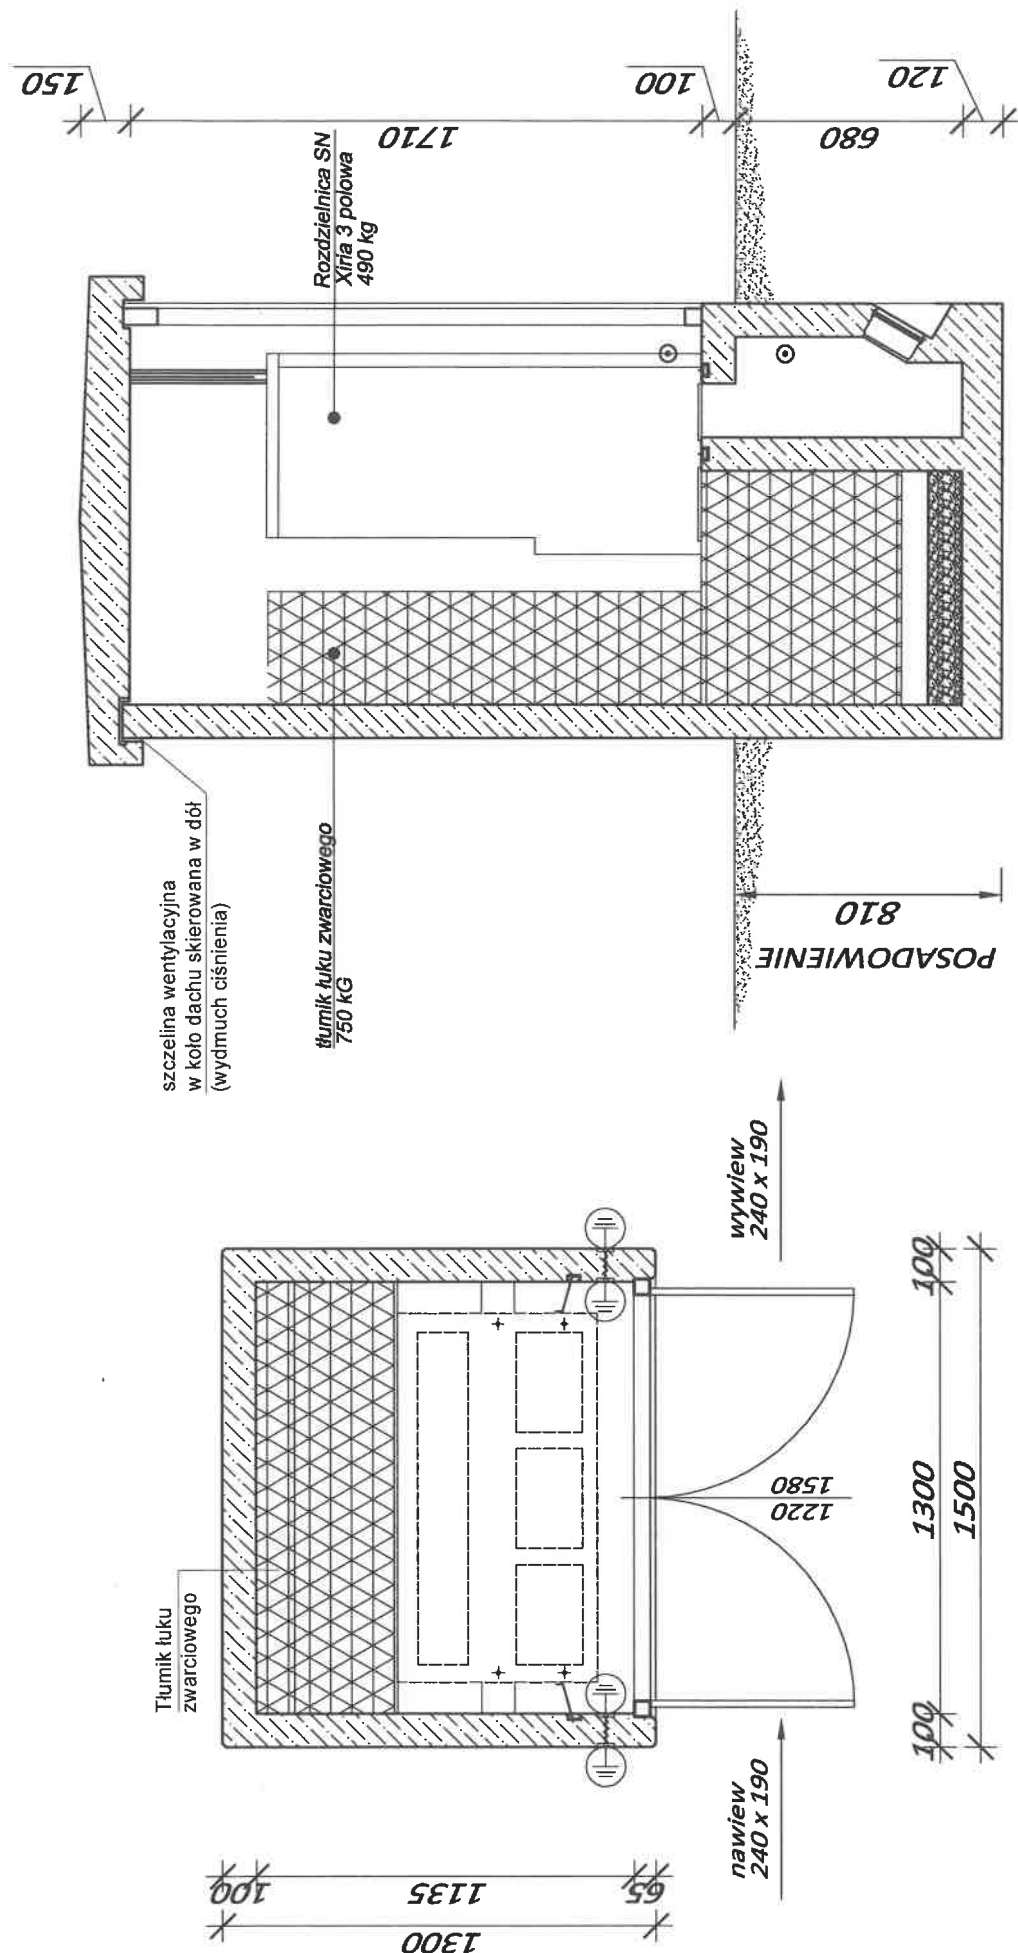 150
1710
100
680
120
Rozdzielnica SN
Xiria 3 polowa
490 kg
szczelina wentylacyjna
w koło dachu skierowana w dół
(wydmuch ciśnienia)
tłumik łuku zwarciowego
750 kG
810
POSADOWIENIE
Tłumik łuku
zwarciowego
wywiew
240 x 190
nawiew
240 x 190
1580
1220
100
1300
100
1500
100
1135
65
1300